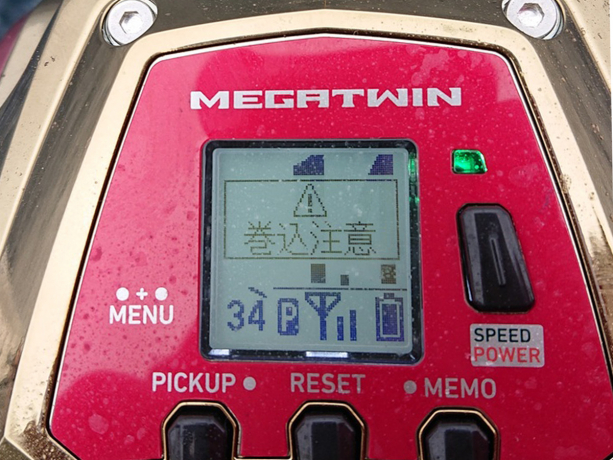 MEGATWIN
巻込注意
34 P
MENU
SPEED
POWER
PICKUP RESET MEMO